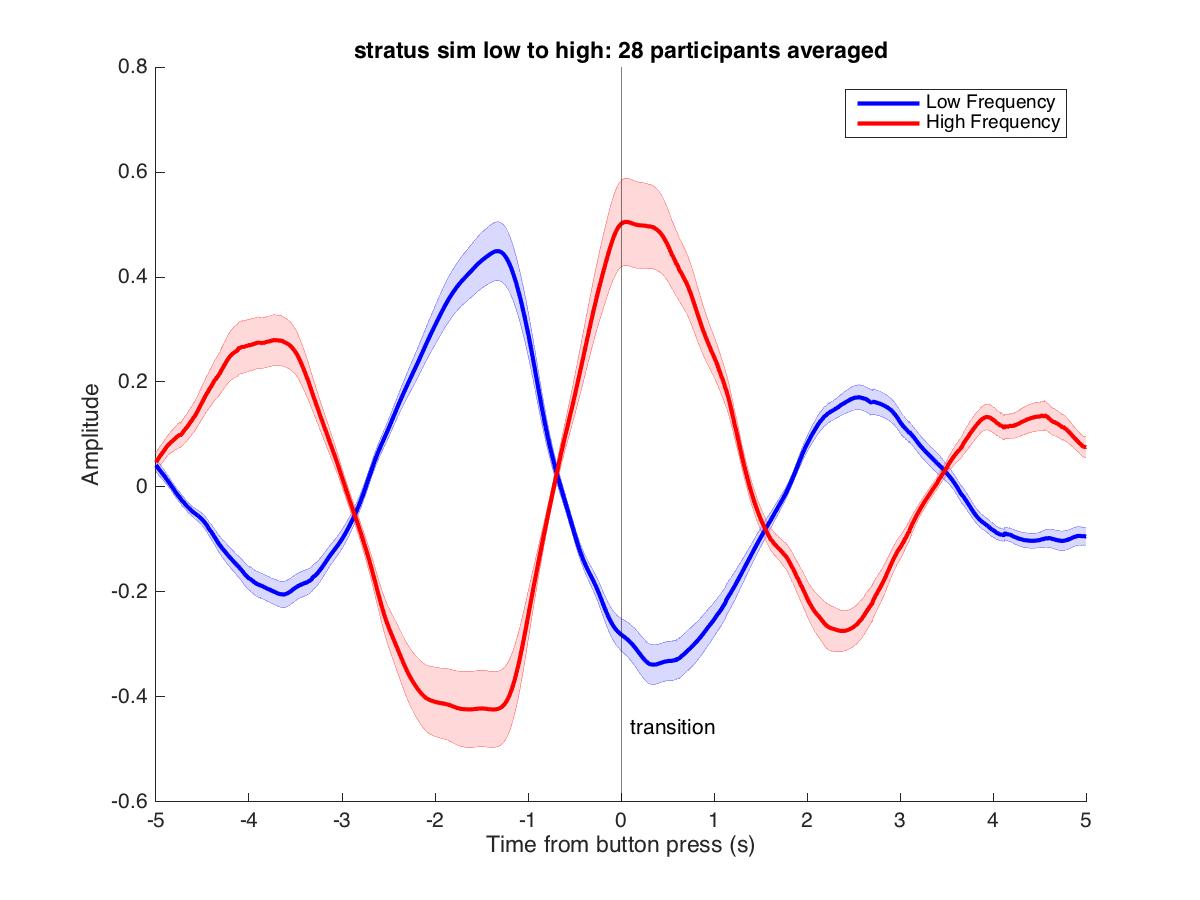 stratus sim low to high: 28 participants averaged
Low Frequency
High Frequency
0.8
0.6
0.4
0.2
0
-0.2
-0.4
-0.6
Amplitude
transition
-5 -4 -3 -2 -1 0 1 2 3 4 5
Time from button press (s)